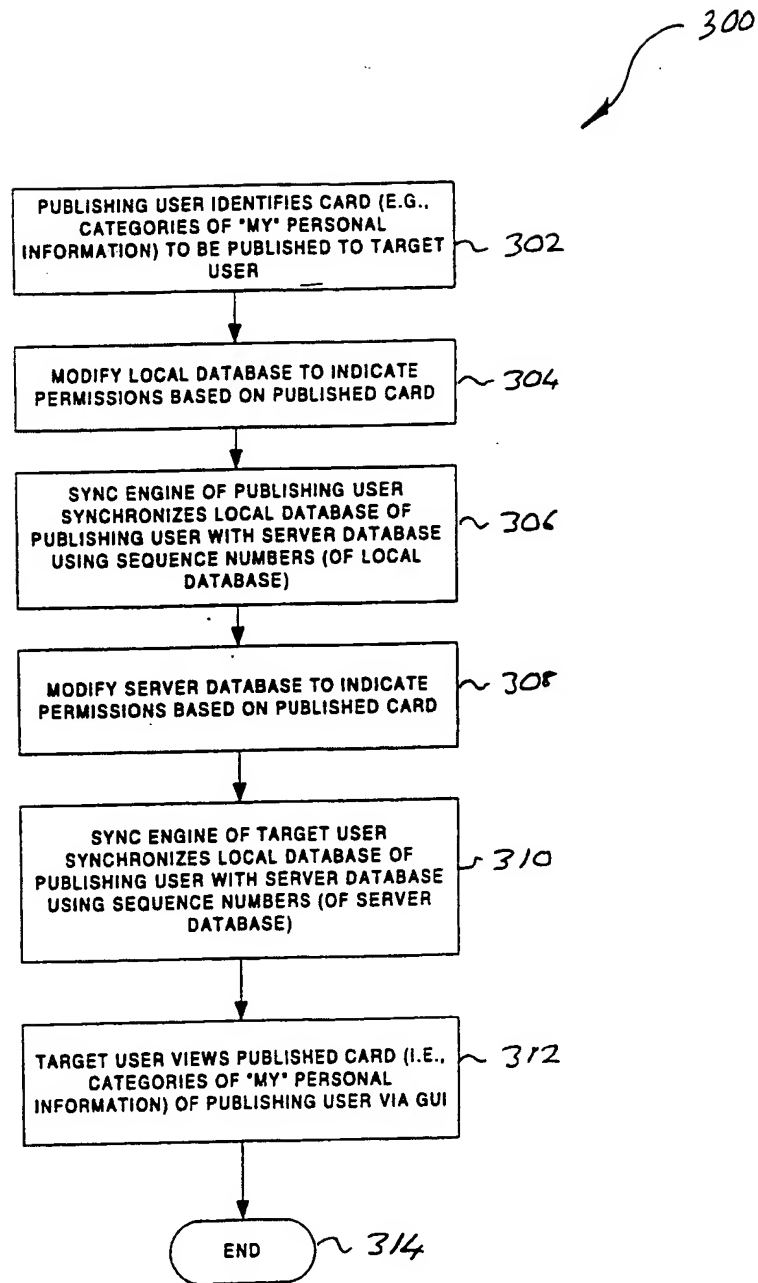 300
PUBLISHING USER IDENTIFIES CARD (E.G.,
CATEGORIES OF "MY" PERSONAL
INFORMATION) TO BE PUBLISHED TO TARGET
USER
302
MODIFY LOCAL DATABASE TO INDICATE
PERMISSIONS BASED ON PUBLISHED CARD
304
SYNC ENGINE OF PUBLISHING USER
SYNCHRONIZES LOCAL DATABASE OF
PUBLISHING USER WITH SERVER DATABASE
USING SEQUENCE NUMBERS (OF LOCAL
DATABASE)
306
MODIFY SERVER DATABASE TO INDICATE
PERMISSIONS BASED ON PUBLISHED CARD
308
SYNC ENGINE OF TARGET USER
SYNCHRONIZES LOCAL DATABASE OF
PUBLISHING USER WITH SERVER DATABASE
USING SEQUENCE NUMBERS (OF SERVER
DATABASE)
310
TARGET USER VIEWS PUBLISHED CARD (I.E.,
CATEGORIES OF "MY" PERSONAL
INFORMATION) OF PUBLISHING USER VIA GUI
312
END
314